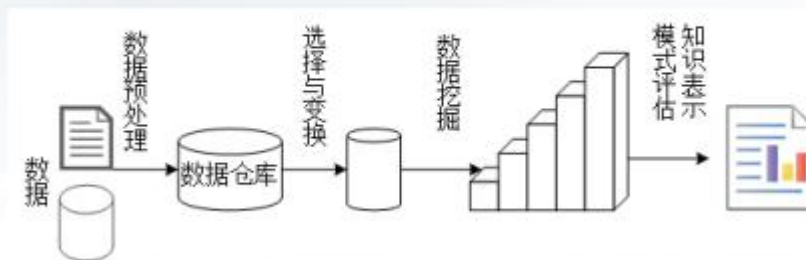 数据
数据预处理
数据仓库
选择与变换
数据挖掘
模式评估
知识表示